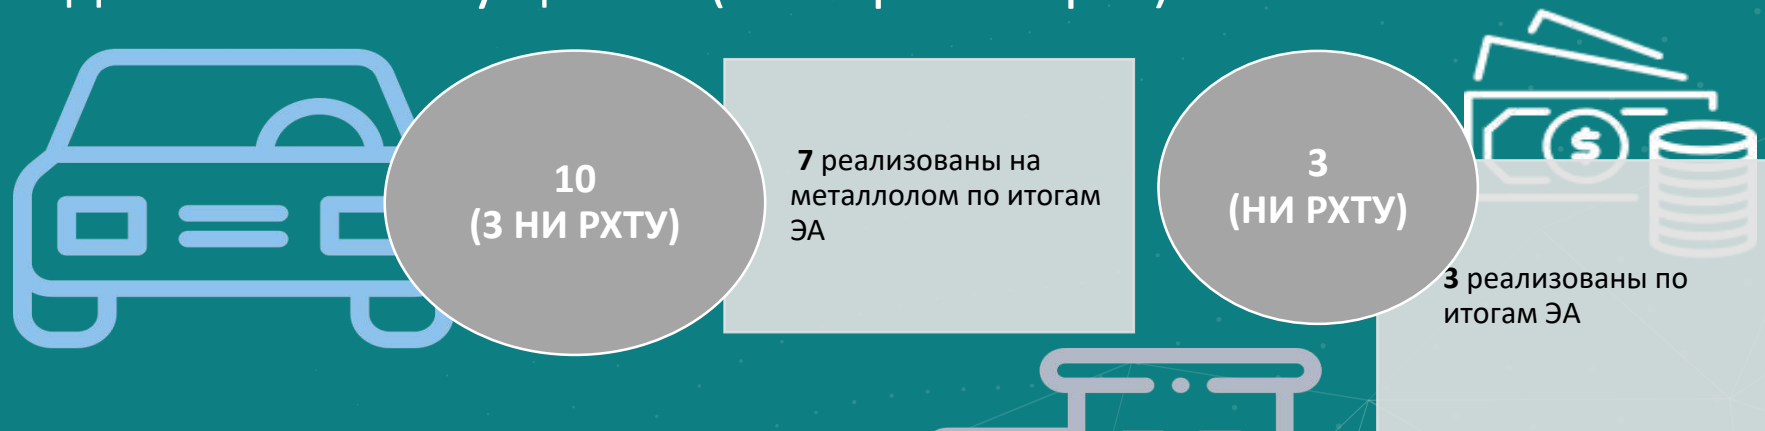 10
(3 НИ РХТУ)
7 реализованы на
металлолом по итогам
ЭА
3
(НИ РХТУ)
3 реализованы по
итогам ЭА